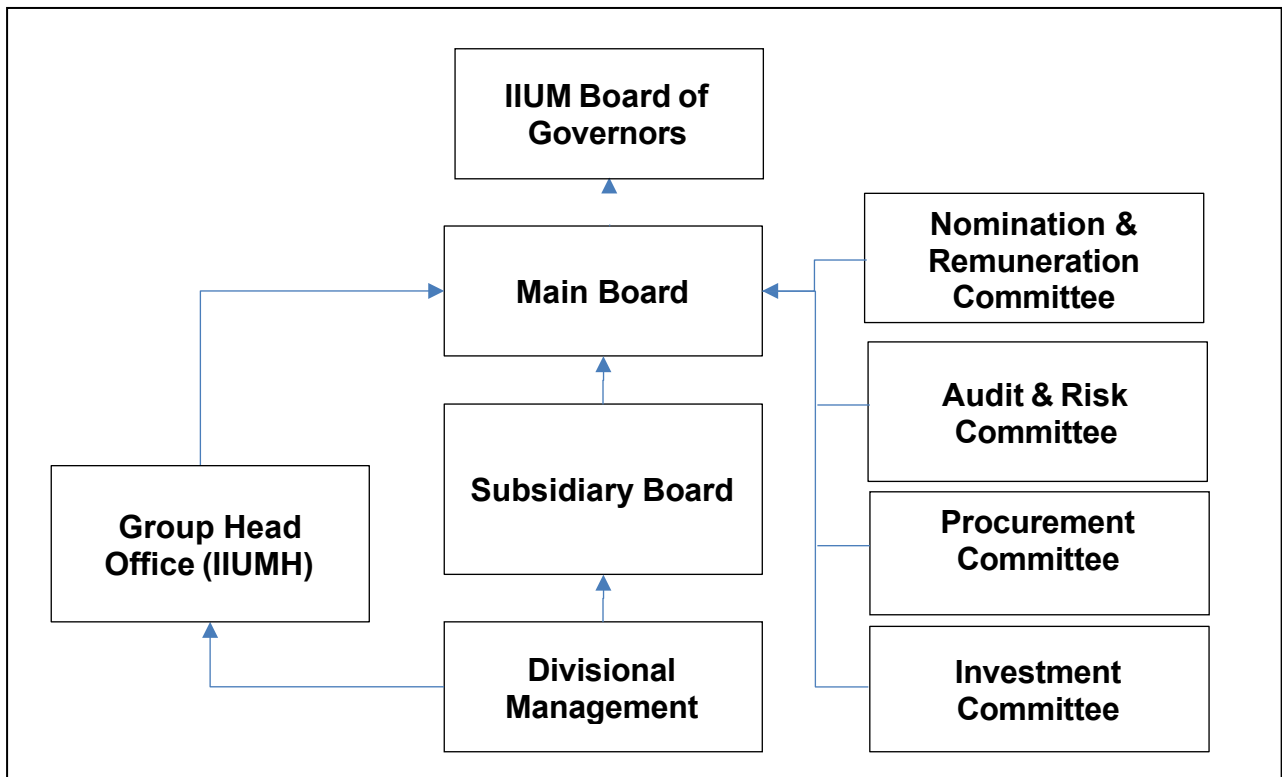 IIUM Board of
Governors
Nomination &
Remuneration
Committee
Main Board
Audit & Risk
Committee
Subsidiary Board
Group Head
Office (IIUMH)
Procurement
Committee
Divisional
Management
Investment
Committee